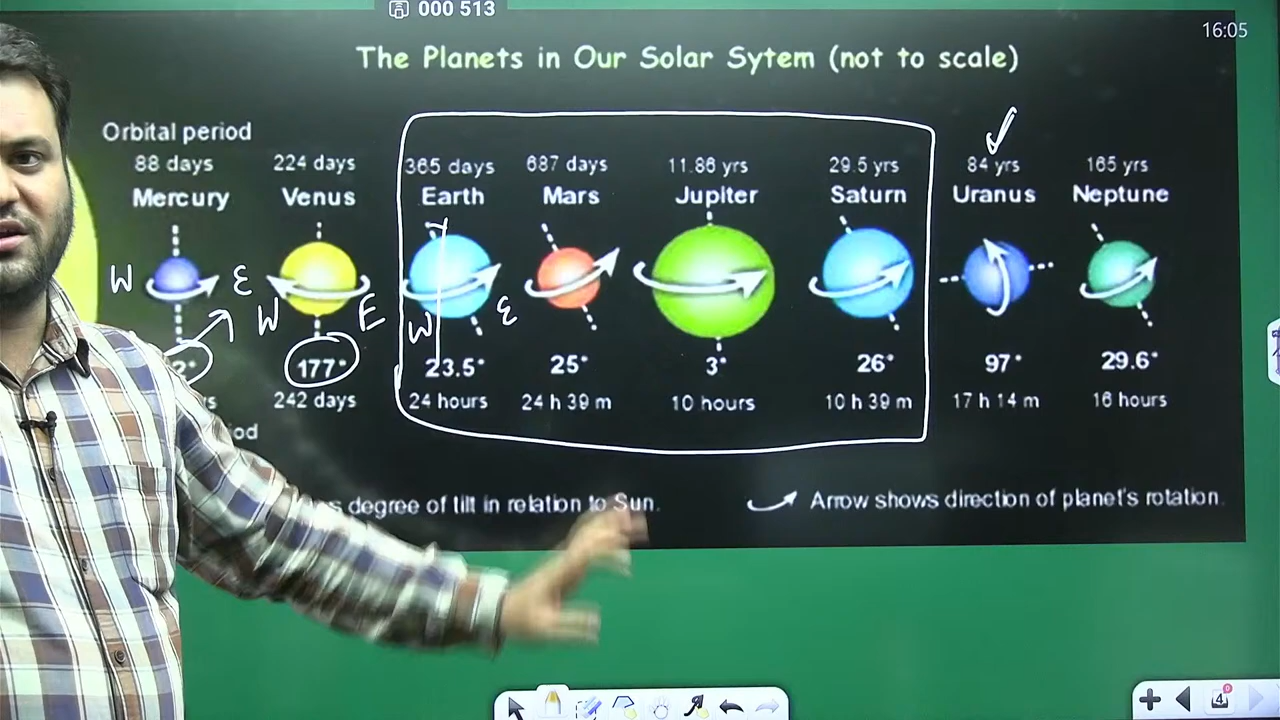 000 513
16:05
The Planets in Our Solar Sytem (not to scale)
Orbital period
88 days 224 days 365 days 687 days 11.86 yrs 29.5 yrs 84 yrs 165 yrs
Mercury Venus Earth Mars Jupiter Saturn Uranus Neptune
W E W E W E
2° 177° 23.5° 25° 3° 26° 97° 29.6°
242 days 24 hours 24 h 39 m 10 hours 10 h 39 m 17 h 14 m 16 hours
degree of tilt in relation to Sun. Arrow shows direction of planet's rotation.
4